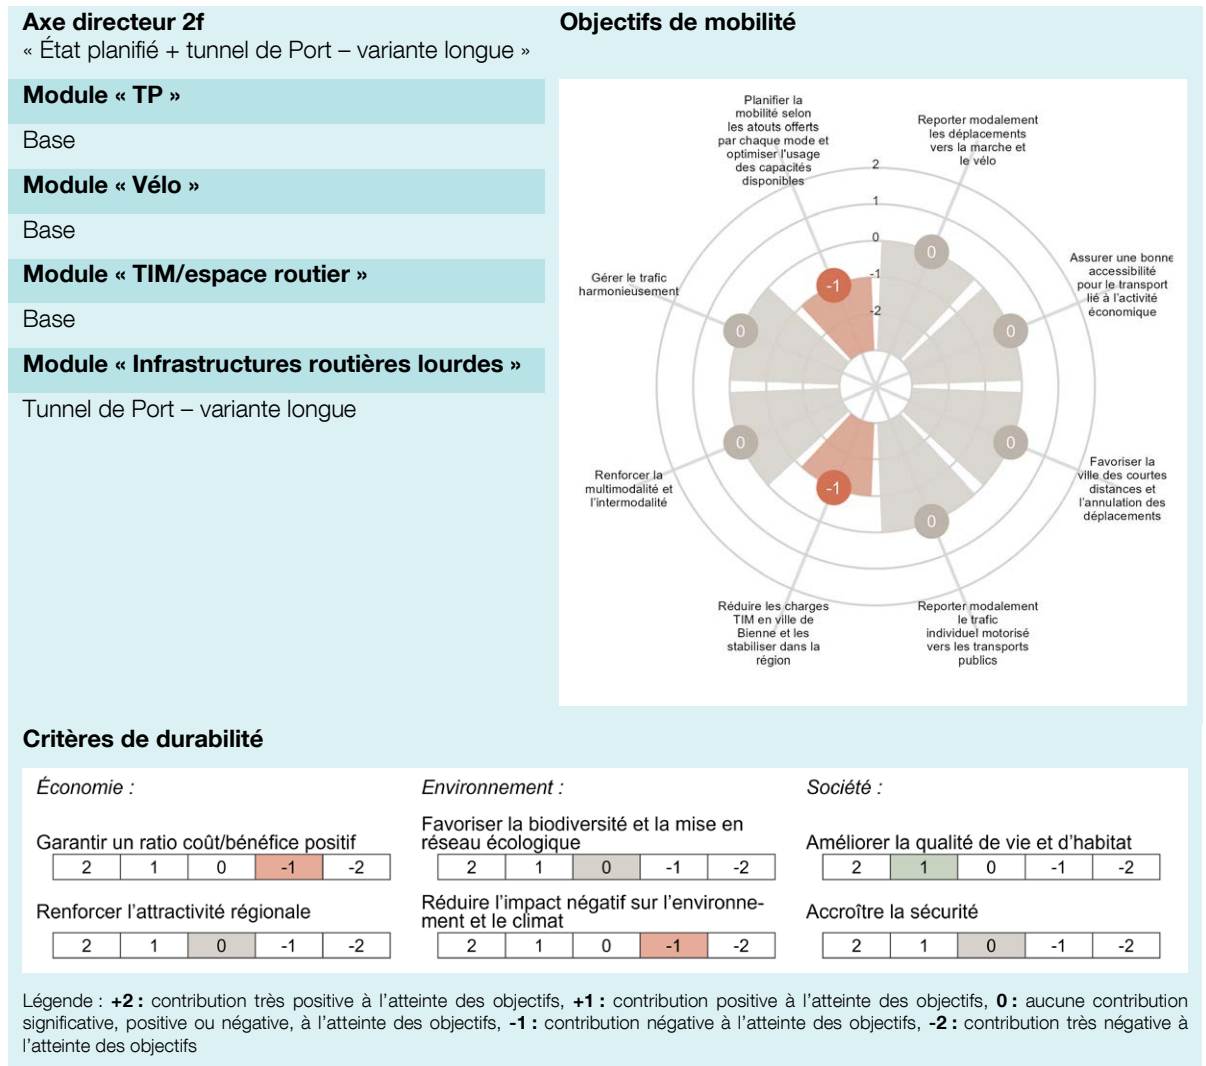 Axe directeur 2f
« État planifié + tunnel de Port – variante longue »
Module « TP »
Base
Module « Vélo »
Base
Module « TIM/espace routier »
Base
Module « Infrastructures routières lourdes »
Tunnel de Port – variante longue
Objectifs de mobilité
Planifier la
mobilité selon
les atouts offerts
par chaque mode et
optimiser l'usage
des capacités
disponibles
Reporter modalement
les déplacements
vers la marche et
le vélo
Assurer une bonne
accessibilité
pour le transport
lié à l'activité
économique
Favoriser la
ville des courtes
distances et
l'annulation des
déplacements
Reporter modalement
le trafic
individuel motorisé
vers les transports
publics
Réduire les charges
TIM en ville de
Bienne et les
stabiliser dans la
région
Renforcer la
multimodalité et
l'intermodalité
Gérer le trafic
harmonieusement
2
1
0
-1
-2
0
0
0
0
-1
0
0
-1
Critères de durabilité
Économie :
Garantir un ratio coût/bénéfice positif
2 1 0 -1 -2
Renforcer l'attractivité régionale
2 1 0 -1 -2
Environnement :
Favoriser la biodiversité et la mise en
réseau écologique
2 1 0 -1 -2
Réduire l'impact négatif sur l'environne-
ment et le climat
2 1 0 -1 -2
Société :
Améliorer la qualité de vie et d'habitat
2 1 0 -1 -2
Accroître la sécurité
2 1 0 -1 -2
Légende : +2 : contribution très positive à l'atteinte des objectifs, +1 : contribution positive à l'atteinte des objectifs, 0 : aucune contribution
significative, positive ou négative, à l'atteinte des objectifs, -1 : contribution négative à l'atteinte des objectifs, -2 : contribution très négative à
l'atteinte des objectifs